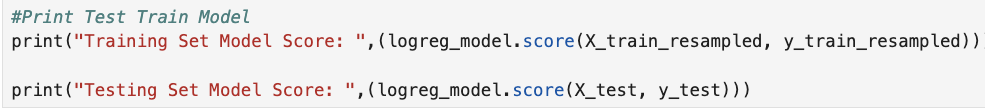 #Print Test Train Model
print("Training Set Model Score: ",(logreg_model.score(X_train_resampled, y_train_resampled)))
print("Testing Set Model Score: ",(logreg_model.score(X_test, y_test)))